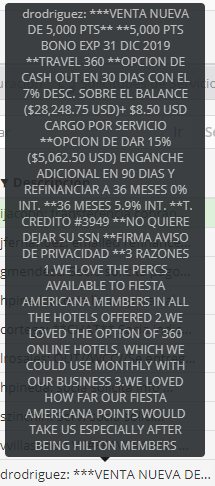 drodriguez: ***VENTA NUEVA
DE 5,000 PTS** **5,000 PTS
BONO EXP 31 DIC 2019
**TRAVEL 360 **OPCION DE
CASH OUT EN 30 DIAS CON EL
7% DESC. SOBRE EL BALANCE
($28,248.75 USD)+ $8.50 USD
CARGO POR SERVICIO
**OPCION DE DAR 15%
($5,062.50 USD) ENGANCHE
ADICIONAL EN 90 DIAS Y
REFINANCIAR A 36 MESES 0%
INT. **36 MESES 5.9% INT. **T.
CREDITO #3949 **NO QUIERE
DEJAR SU SSN **FIRMA AVISO
DE PRIVACIDAD **3 RAZONES
1.WE LOVE THE PERCS
AVAILABLE TO FIESTA
AMERICANA MEMBERS IN ALL
THE HOTELS OFFERED 2.WE
LOVED THE OPTION OF 360
ONLINE DEALS, WHICH WE
COULD USE MONTHLY WITH
OUR BUSINESS 3.WE LOVED
HOW FAR OUR FIESTA
AMERICANA POINTS WOULD
TAKE US ESPECIALLY AFTER
BEING HILTON MEMBERS
drodriguez: ***VENTA NUEVA DE...